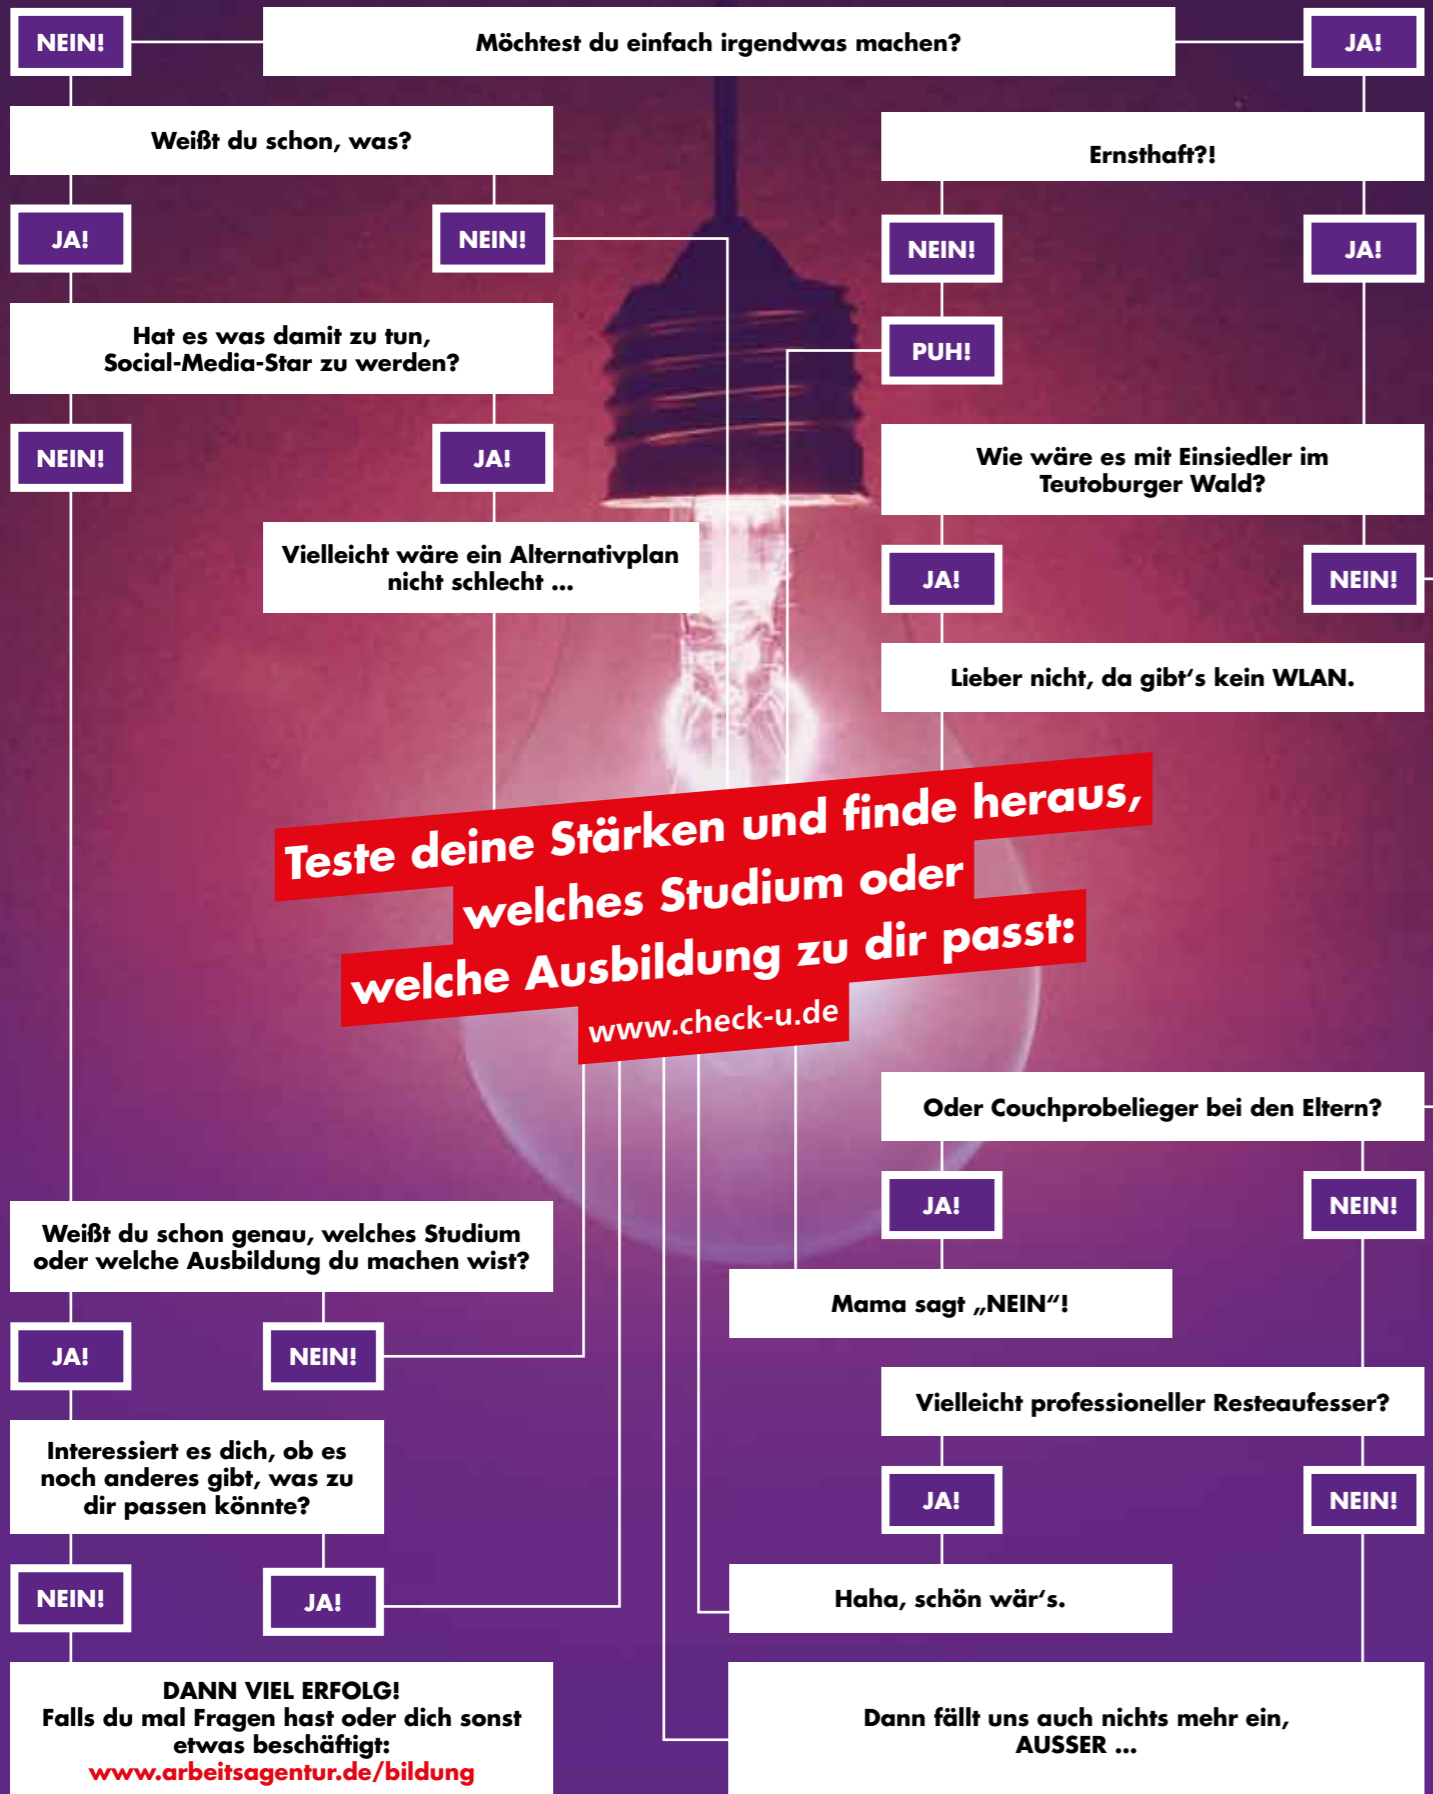 NEIN!
Möchtest du einfach irgendwas machen?
JA!
Weißt du schon, was?
Ernsthaft?!
JA!
NEIN!
NEIN!
JA!
PUH!
Hat es was damit zu tun,
Social-Media-Star zu werden?
NEIN!
JA!
Wie wäre es mit Einsiedler im
Teutoburger Wald?
Vielleicht wäre ein Alternativplan
nicht schlecht ...
JA!
NEIN!
Lieber nicht, da gibt‘s kein WLAN.
Teste deine Stärken und finde heraus,
welches Studium oder
welche Ausbildung zu dir passt:
www.check-u.de
Oder Couchprobelieger bei den Eltern?
JA!
NEIN!
Weißt du schon genau, welches Studium
oder welche Ausbildung du machen wist?
Mama sagt „NEIN“!
JA!
NEIN!
Vielleicht professioneller Resteaufesser?
Interessiert es dich, ob es
noch anderes gibt, was zu
dir passen könnte?
JA!
NEIN!
NEIN!
JA!
Haha, schön wär‘s.
DANN VIEL ERFOLG!
Falls du mal Fragen hast oder dich sonst
etwas beschäftigt:
www.arbeitsagentur.de/bildung
Dann fällt uns auch nichts mehr ein,
AUSSER ...